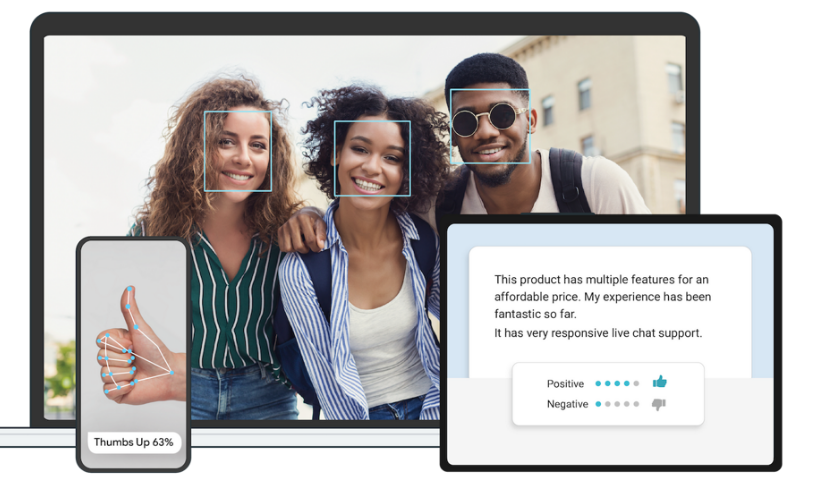 This product has multiple features for an
affordable price. My experience has been
fantastic so far.
It has very responsive live chat support.
Positive
Negative
Thumbs Up 63%